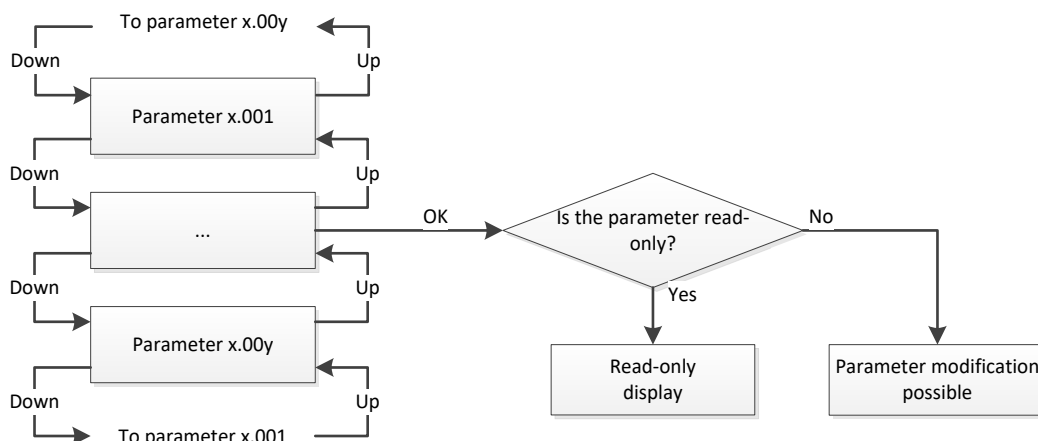 To parameter x.00y
Down
Up
Parameter x.001
Down
Up
...
OK
Is the parameter read-
only?
No
Down
Up
Yes
Parameter x.00y
Read-only
display
Parameter modification
possible
Down
Up
To parameter x.001